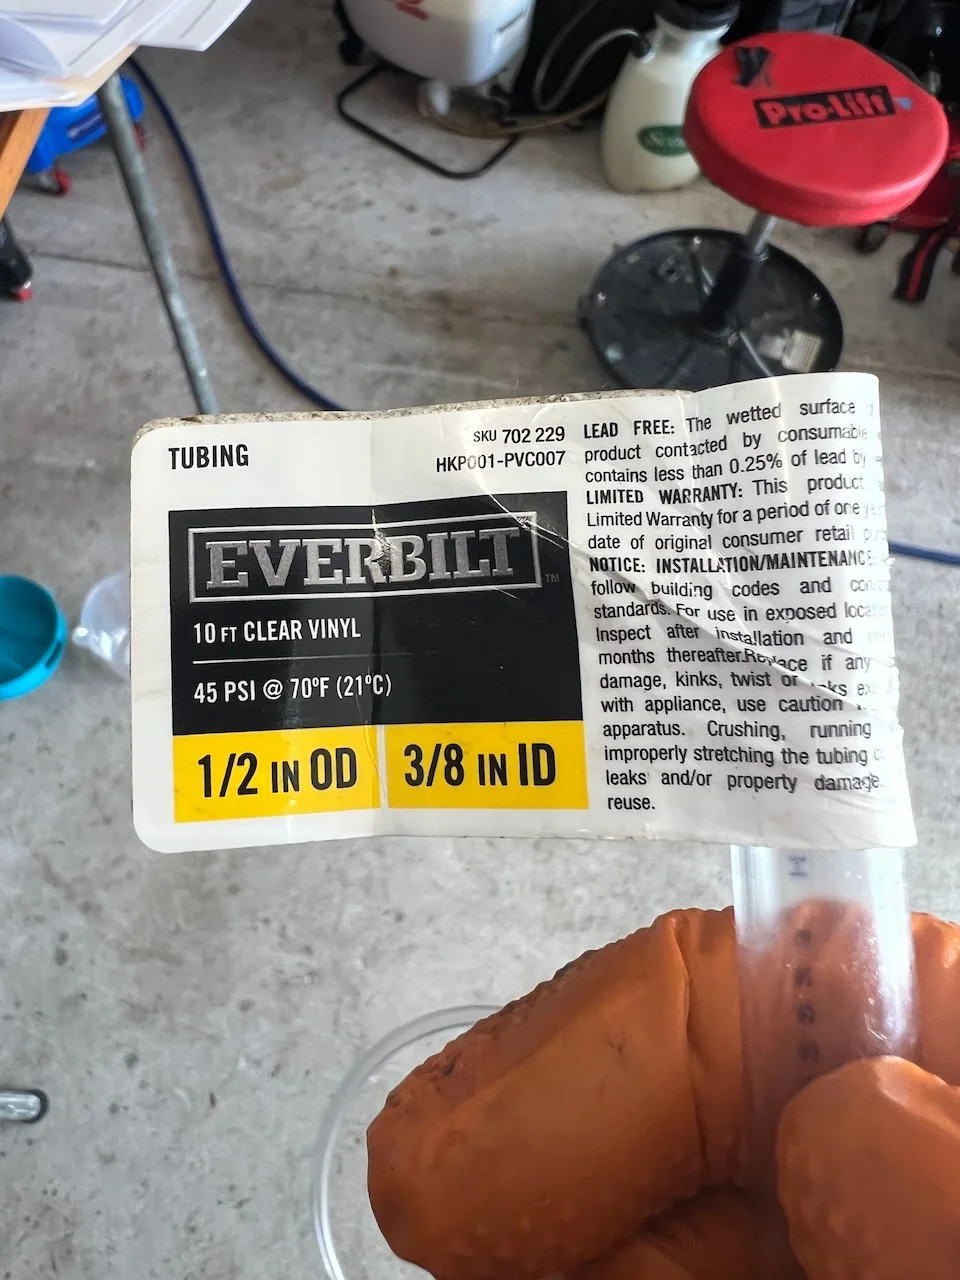 Pro-Lift
TUBING
SKU 702 229
HKP001-PVC007
EVERBILT™
10 FT CLEAR VINYL
45 PSI @ 70ºF (21ºC)
1/2 IN OD
3/8 IN ID
LEAD FREE: The wetted surface
product contacted by consumable
contains less than 0.25% of lead by
LIMITED WARRANTY: This product
Limited Warranty for a period of one
date of original consumer retail
NOTICE: INSTALLATION/MAINTENANCE:
follow building codes and
standards. For use in exposed
Inspect after installation and
months thereafter.Replace if any
damage, kinks, twist or leaks
with appliance, use caution
apparatus. Crushing, running
improperly stretching the tubing
leaks and/or property damage.
reuse.